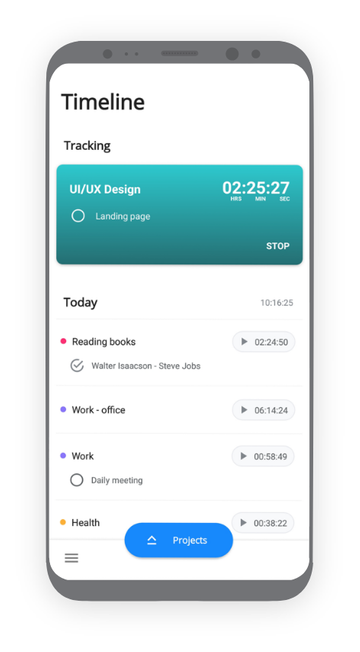 Timeline
Tracking
UI/UX Design 02:25:27
HRS MIN SEC
Landing page
STOP
Today 10:16:25
Reading books 02:24:50
Walter Isaacson - Steve Jobs
Work - office 06:14:24
Work 00:58:49
Daily meeting
Health 00:38:22
Projects